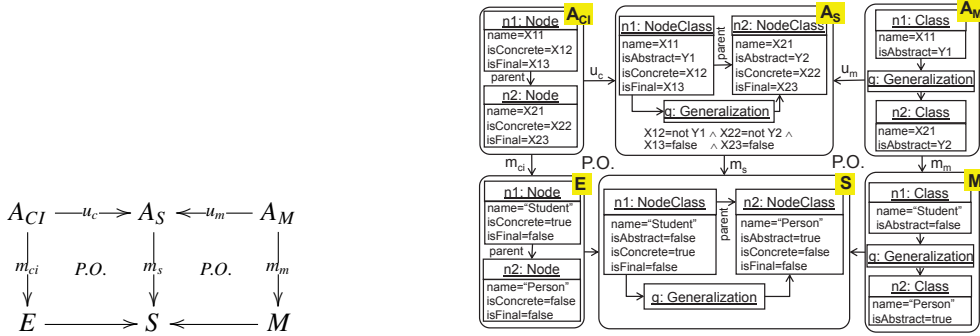 A_CI
u_c
A_S
u_m
A_M
m_ci
P.O.
m_s
P.O.
m_m
E
S
M
A_CI
n1: Node
name=X11
isConcrete=X12
isFinal=X13
parent
n2: Node
name=X21
isConcrete=X22
isFinal=X23
u_c
A_S
n1: NodeClass
name=X11
isAbstract=Y1
isConcrete=X12
isFinal=X13
parent
n2: NodeClass
name=X21
isAbstract=Y2
isConcrete=X22
isFinal=X23
g: Generalization
X12=not Y1 ∧ X22=not Y2 ∧
X13=false ∧ X23=false
u_m
A_M
n1: Class
name=X11
isAbstract=Y1
g: Generalization
n2: Class
name=X21
isAbstract=Y2
m_ci
P.O.
m_s
P.O.
m_m
E
n1: Node
name="Student"
isConcrete=true
isFinal=false
parent
n2: Node
name="Person"
isConcrete=false
isFinal=false
S
n1: NodeClass
name="Student"
isAbstract=false
isConcrete=true
isFinal=false
parent
n2: NodeClass
name="Person"
isAbstract=true
isConcrete=false
isFinal=false
g: Generalization
M
n1: Class
name="Student"
isAbstract=false
g: Generalization
n2: Class
name="Person"
isAbstract=true